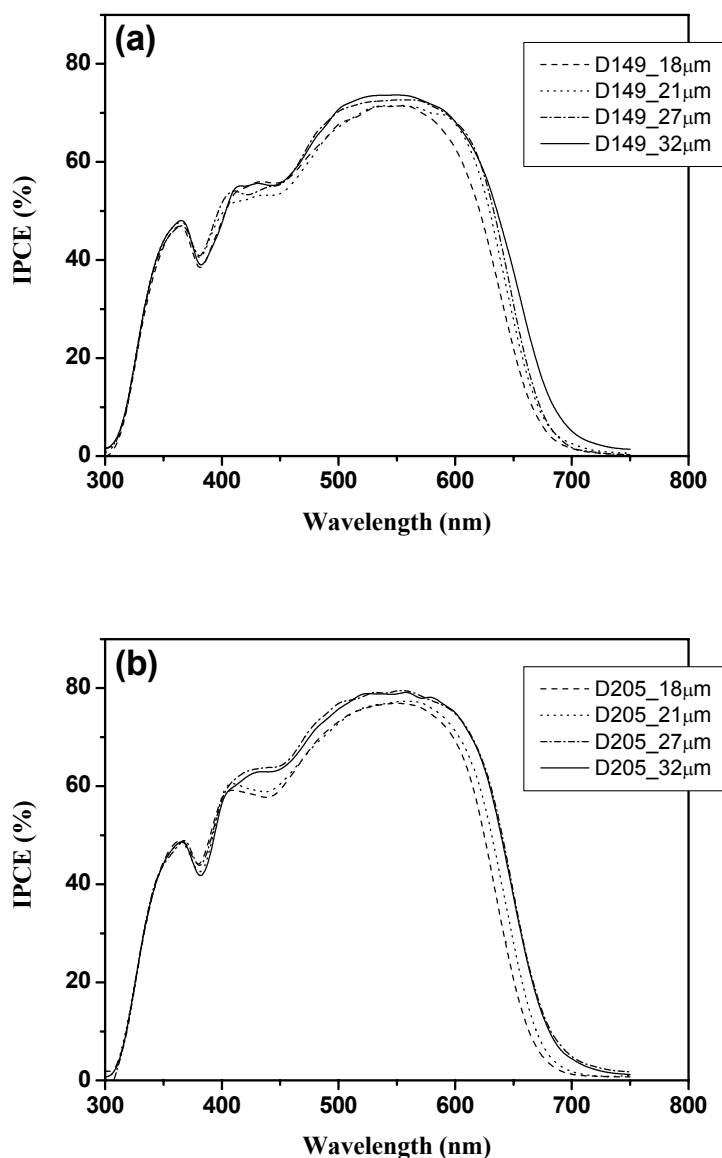 (a)
D149_18μm
D149_21μm
D149_27μm
D149_32μm
80
60
40
20
0
IPCE (%)
300 400 500 600 700 800
Wavelength (nm)
(b)
D205_18μm
D205_21μm
D205_27μm
D205_32μm
80
60
40
20
0
IPCE (%)
300 400 500 600 700 800
Wavelength (nm)